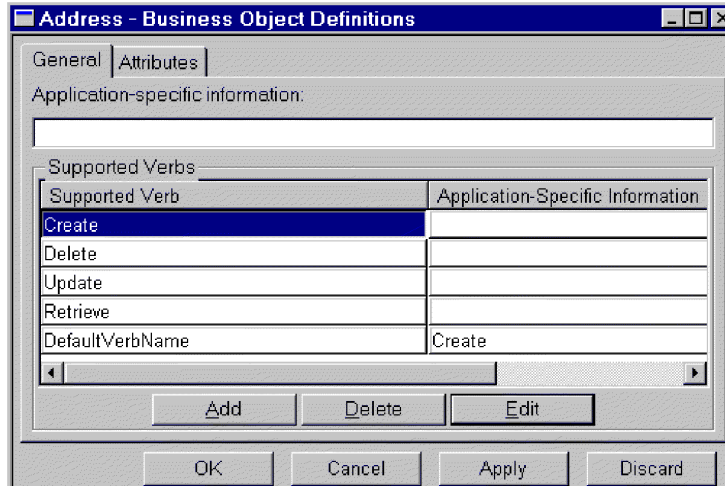 Address - Business Object Definitions
General Attributes
Application-specific information:
Supported Verbs
Supported Verb Application-Specific Information
Create
Delete
Update
Retrieve
DefaultVerbName Create
Add Delete Edit
OK Cancel Apply Discard